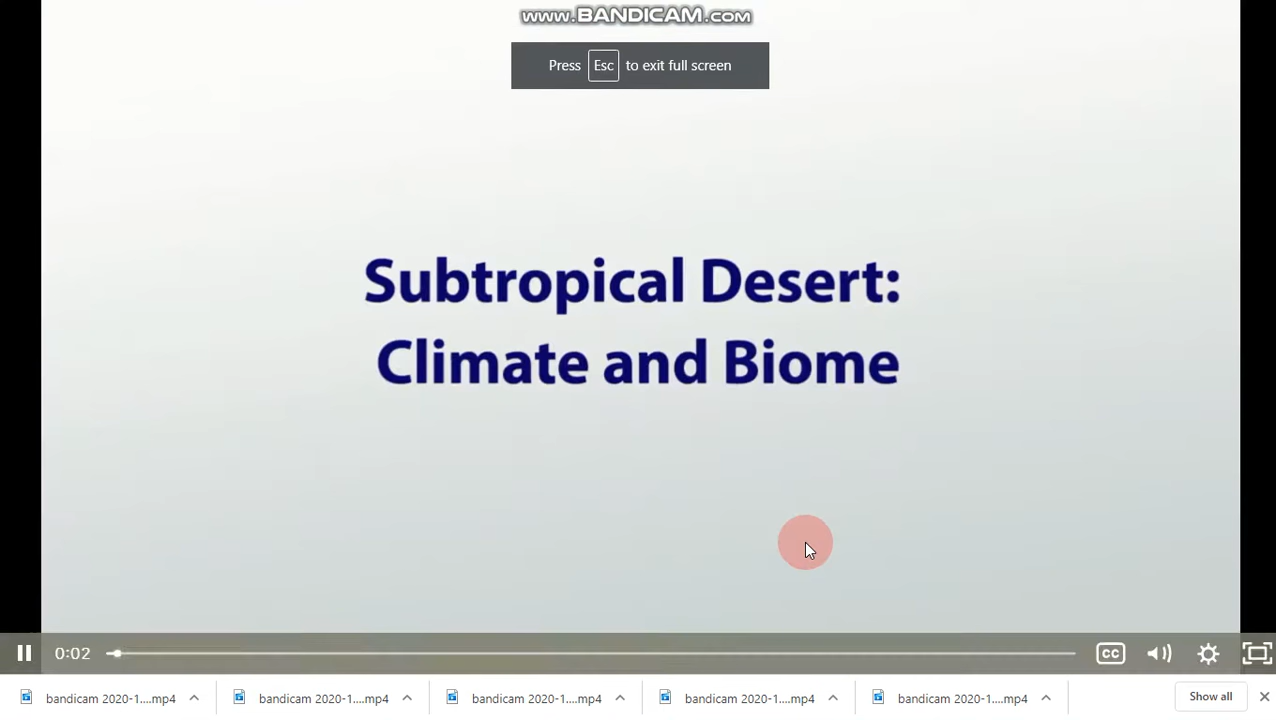 www.BANDICAM.com
Press Esc to exit full screen
Subtropical Desert:
Climate and Biome
0:02
CC
bandicam 2020-1....mp4
bandicam 2020-1....mp4
bandicam 2020-1....mp4
bandicam 2020-1....mp4
bandicam 2020-1....mp4
Show all